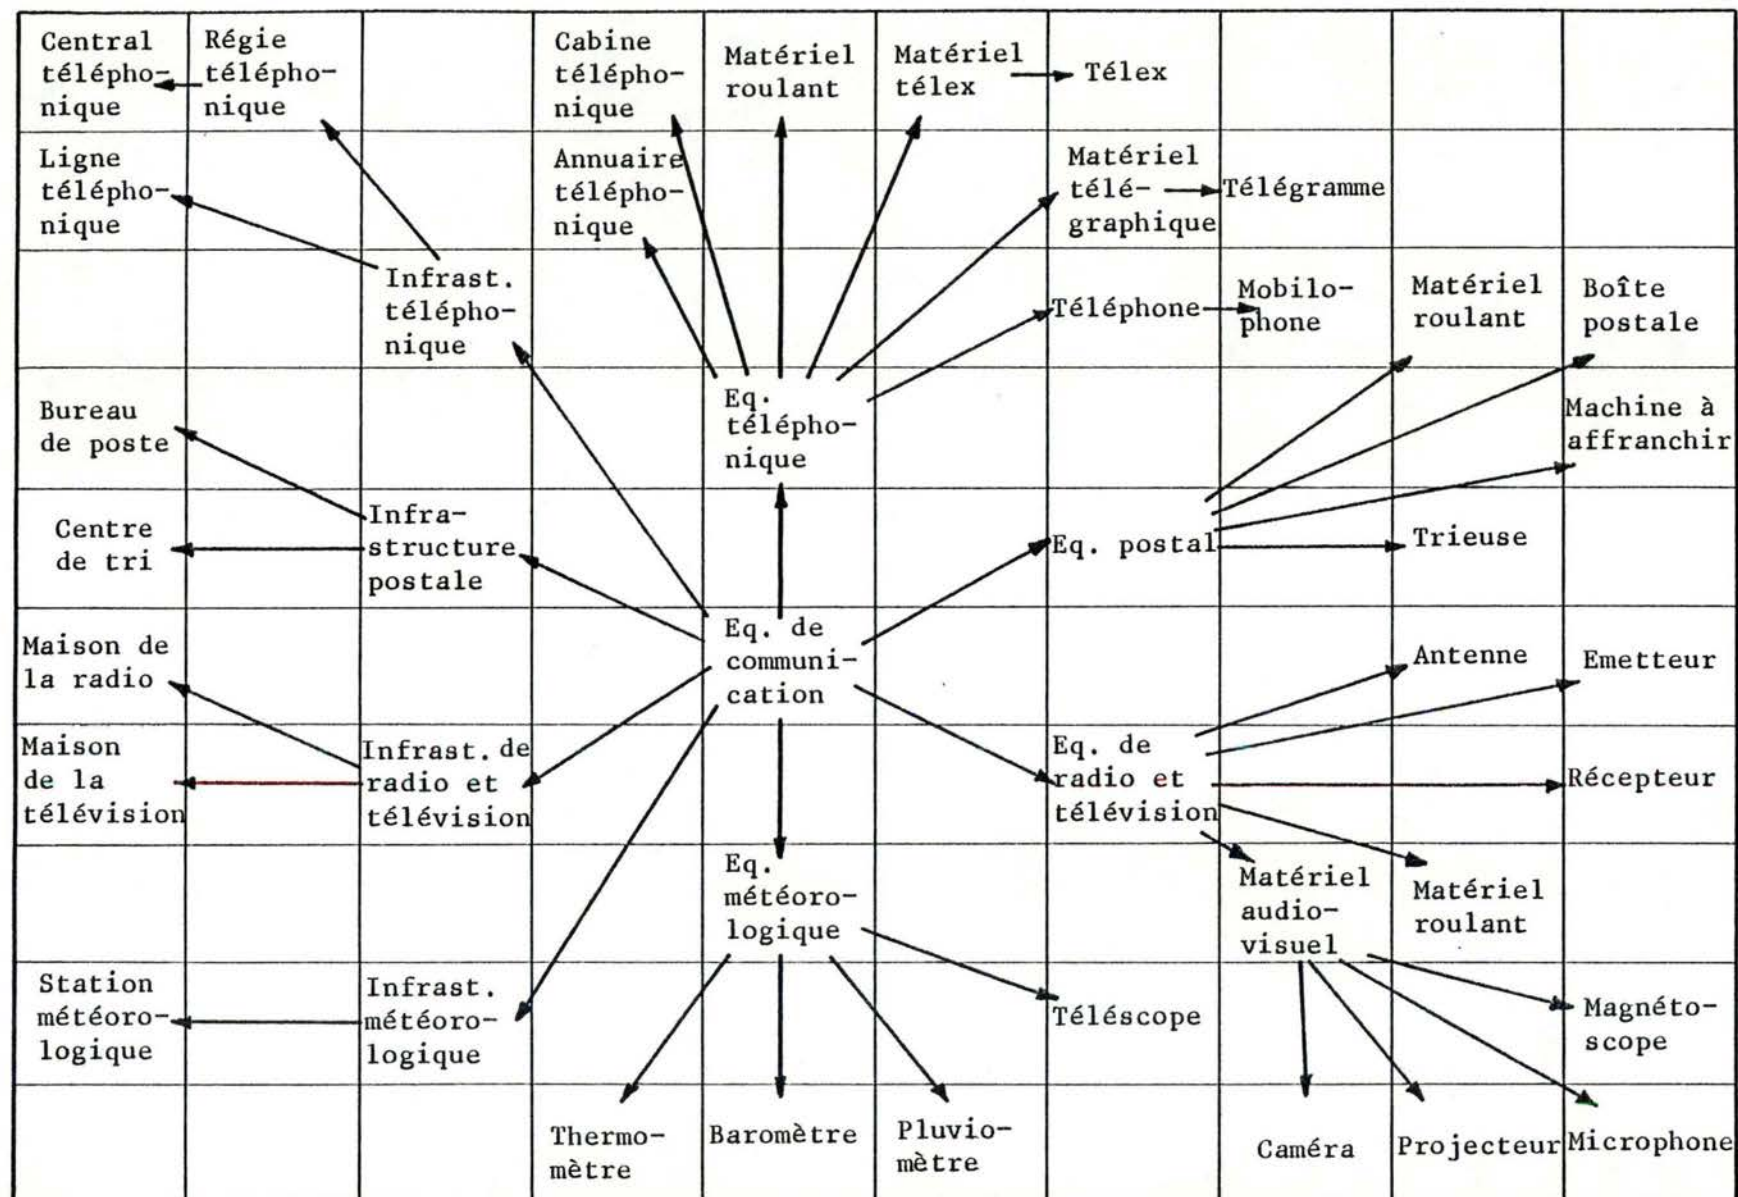 Central
télépho-
nique
Régie
télépho-
nique
Cabine
télépho-
nique
Matériel
roulant
Matériel
télex
Télex
Ligne
télépho-
nique
Annuaire
télépho-
nique
Matériel
télé-
graphique
Télégramme
Infrast.
télépho-
nique
Téléphone
Mobilo-
phone
Matériel
roulant
Boîte
postale
Bureau
de poste
Eq.
télépho-
nique
Machine à
affranchir
Centre
de tri
Infra-
structure
postale
Eq. postal
Trieuse
Maison de
la radio
Eq. de
communi-
cation
Antenne
Emetteur
Maison
de la
télévision
Infrast. de
radio et
télévision
Eq. de
radio et
télévision
Récepteur
Eq.
météoro-
logique
Matériel
audio-
visuel
Matériel
roulant
Station
météoro-
logique
Infrast.
météoro-
logique
Téléscope
Magnéto-
scope
Thermo-
mètre
Baromètre
Pluvio-
mètre
Caméra
Projecteur
Microphone